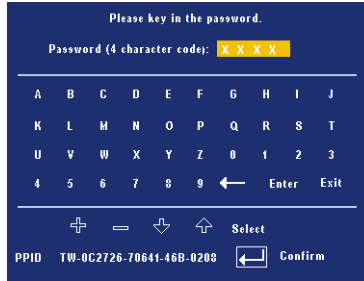 Please key in the password.
Password (4 character code): X X X X
A B C D E F G H I J
K L M N O P Q R S T
U V W X Y Z 0 1 2 3
4 5 6 7 8 9 ← Enter Exit
Select
PPID TW-0C2726-70641-46B-0208 Confirm